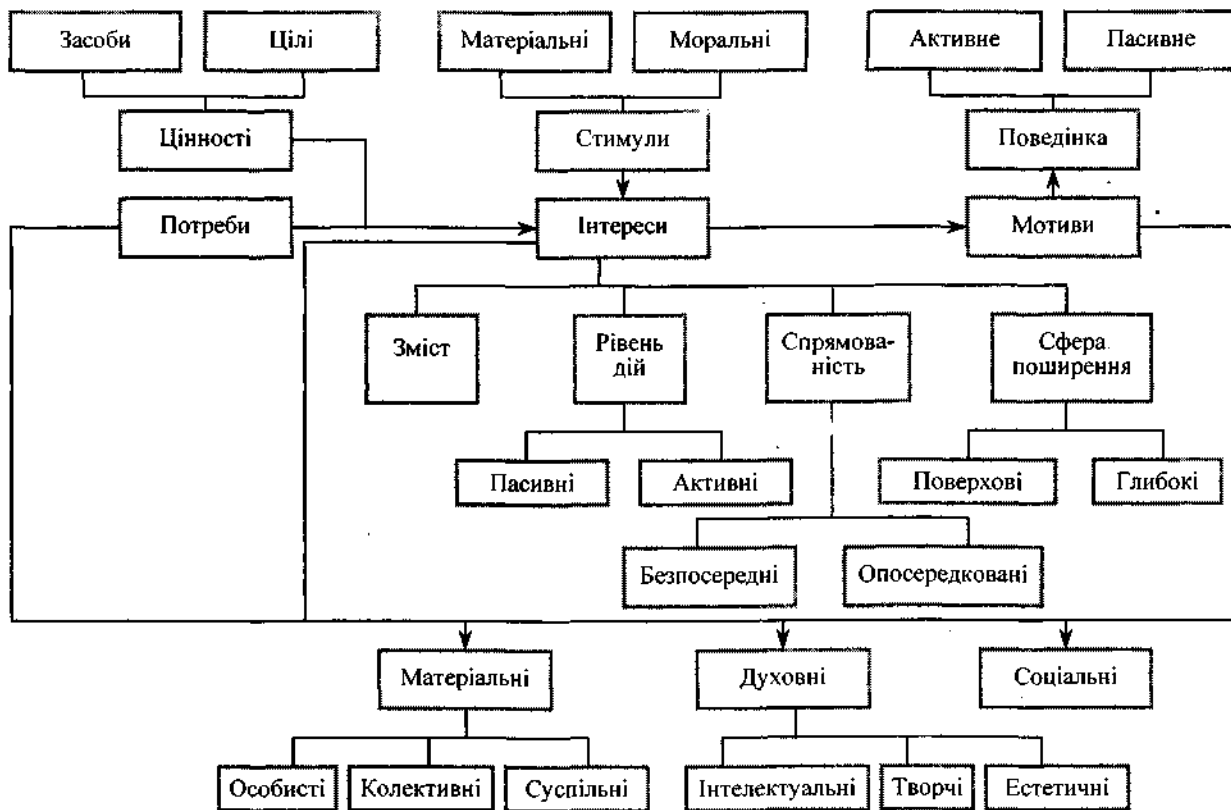 Засоби
Цілі
Матеріальні
Моральні
Активне
Пасивне
Цінності
Стимули
Поведінка
Потреби
Інтереси
Мотиви
Зміст
Рівень
дій
Спрямова-
ність
Сфера
поширення
Пасивні
Активні
Поверхові
Глибокі
Безпосередні
Опосередковані
Матеріальні
Духовні
Соціальні
Особисті
Колективні
Суспільні
Інтелектуальні
Творчі
Естетичні